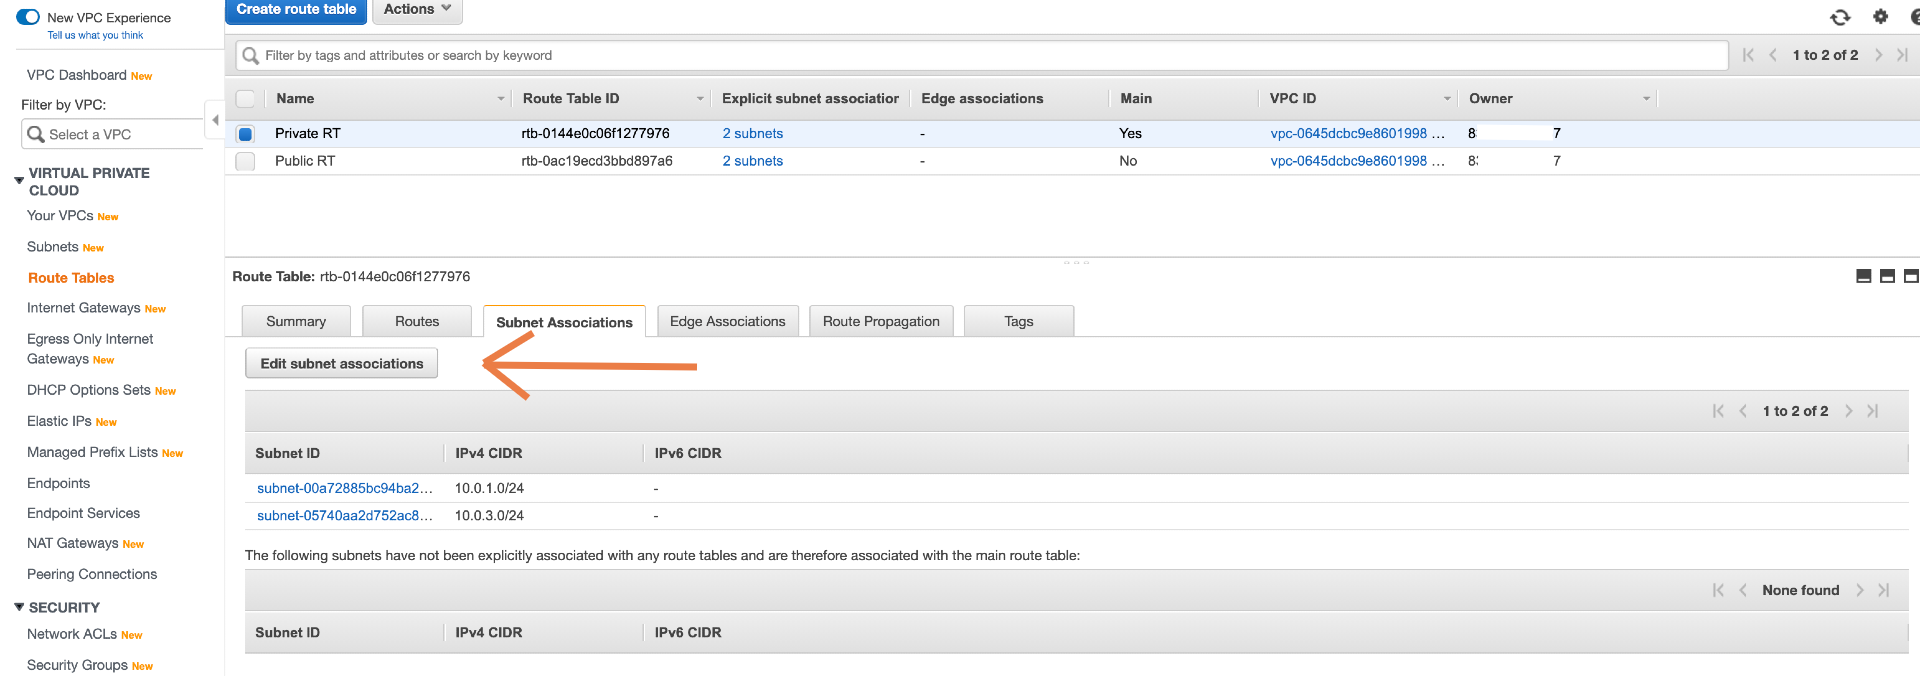 New VPC Experience
Tell us what you think
VPC Dashboard New
Filter by VPC:
Select a VPC
VIRTUAL PRIVATE
CLOUD
Your VPCs New
Subnets New
Route Tables
Internet Gateways New
Egress Only Internet
Gateways New
DHCP Options Sets New
Elastic IPs New
Managed Prefix Lists New
Endpoints
Endpoint Services
NAT Gateways New
Peering Connections
SECURITY
Network ACLs New
Security Groups New
Create route table Actions
Filter by tags and attributes or search by keyword 1 to 2 of 2
Name Route Table ID Explicit subnet association Edge associations Main VPC ID Owner
Private RT rtb-0144e0c06f1277976 2 subnets - Yes vpc-0645dcbc9e8601998 ... 8 7
Public RT rtb-0ac19ecd3bbd897a6 2 subnets - No vpc-0645dcbc9e8601998 ... 8 7
Route Table: rtb-0144e0c06f1277976
Summary Routes Subnet Associations Edge Associations Route Propagation Tags
Edit subnet associations
1 to 2 of 2
Subnet ID IPv4 CIDR IPv6 CIDR
subnet-00a72885bc94ba2... 10.0.1.0/24 -
subnet-05740aa2d752ac8... 10.0.3.0/24 -
The following subnets have not been explicitly associated with any route tables and are therefore associated with the main route table:
None found
Subnet ID IPv4 CIDR IPv6 CIDR